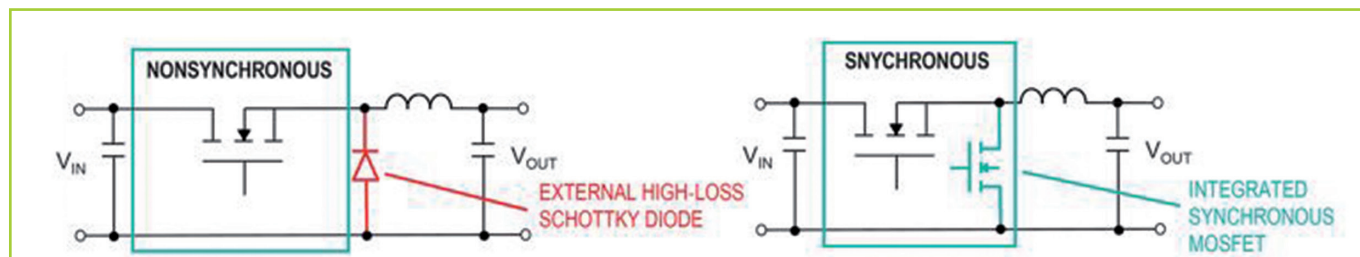 NONSYNCHRONOUS
VIN
VOUT
EXTERNAL HIGH-LOSS
SCHOTTKY DIODE
SNYCHRONOUS
VIN
VOUT
INTEGRATED
SYNCHRONOUS
MOSFET